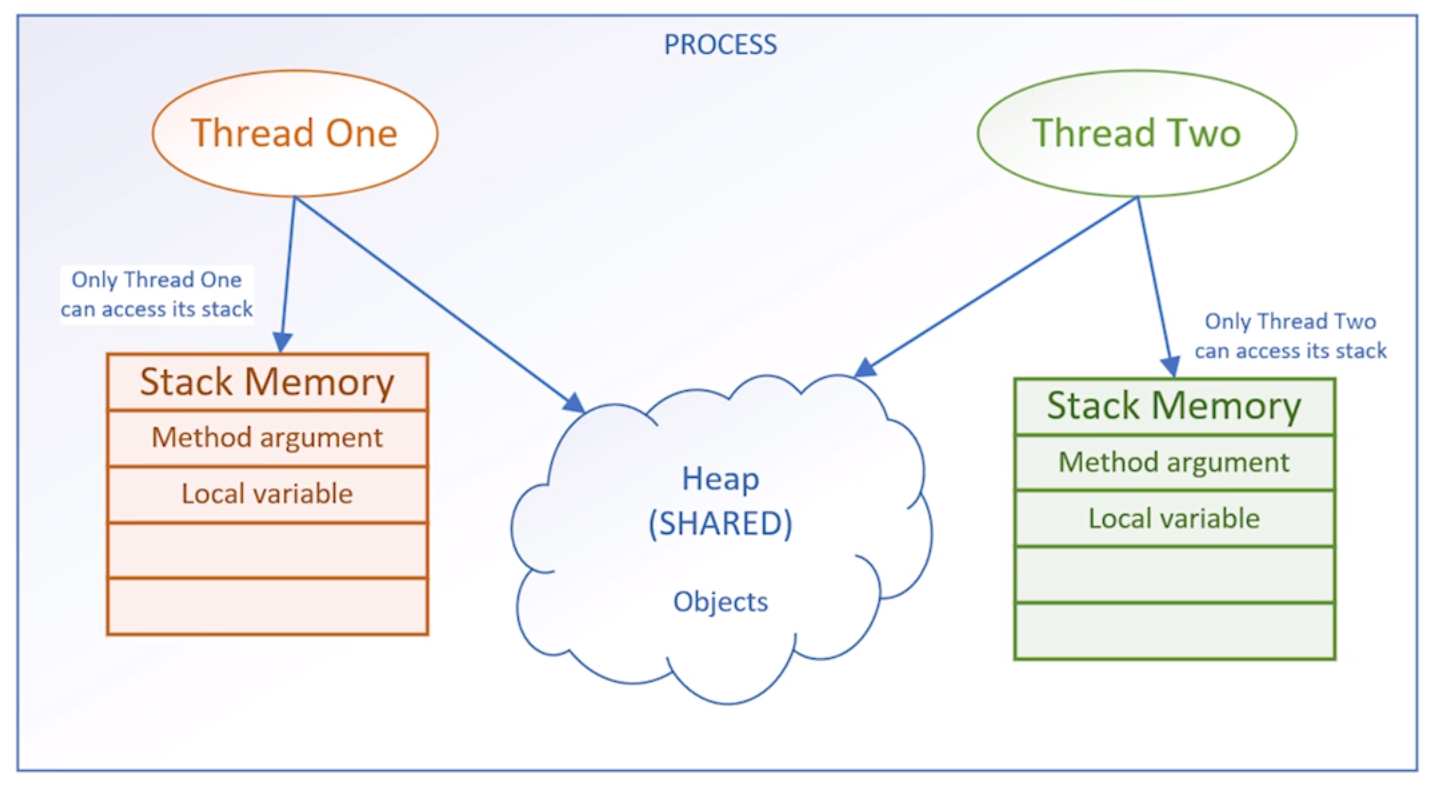 PROCESS
Thread One
Thread Two
Only Thread One
can access its stack
Only Thread Two
can access its stack
Stack Memory
Method argument
Local variable
Heap
(SHARED)
Objects
Stack Memory
Method argument
Local variable